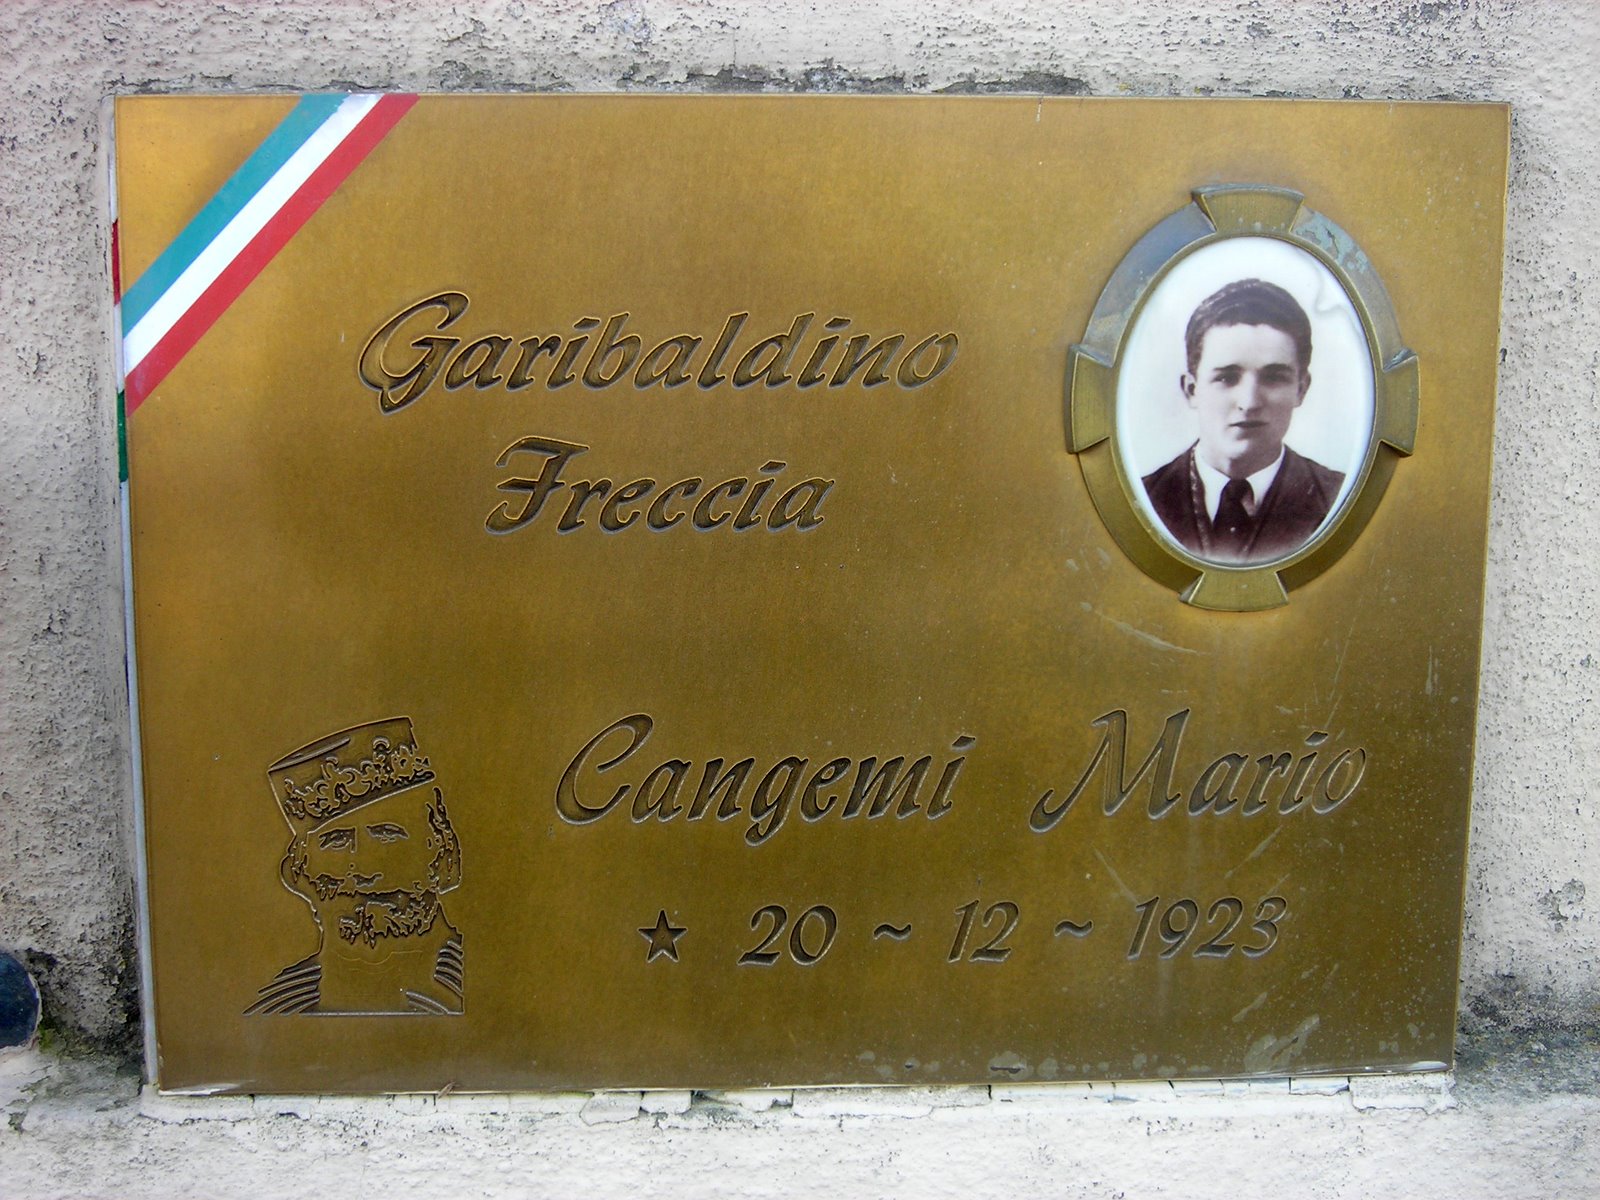 Garibaldino
Freccia
Cangemi Mario
★ 20 ~ 12 ~ 1923